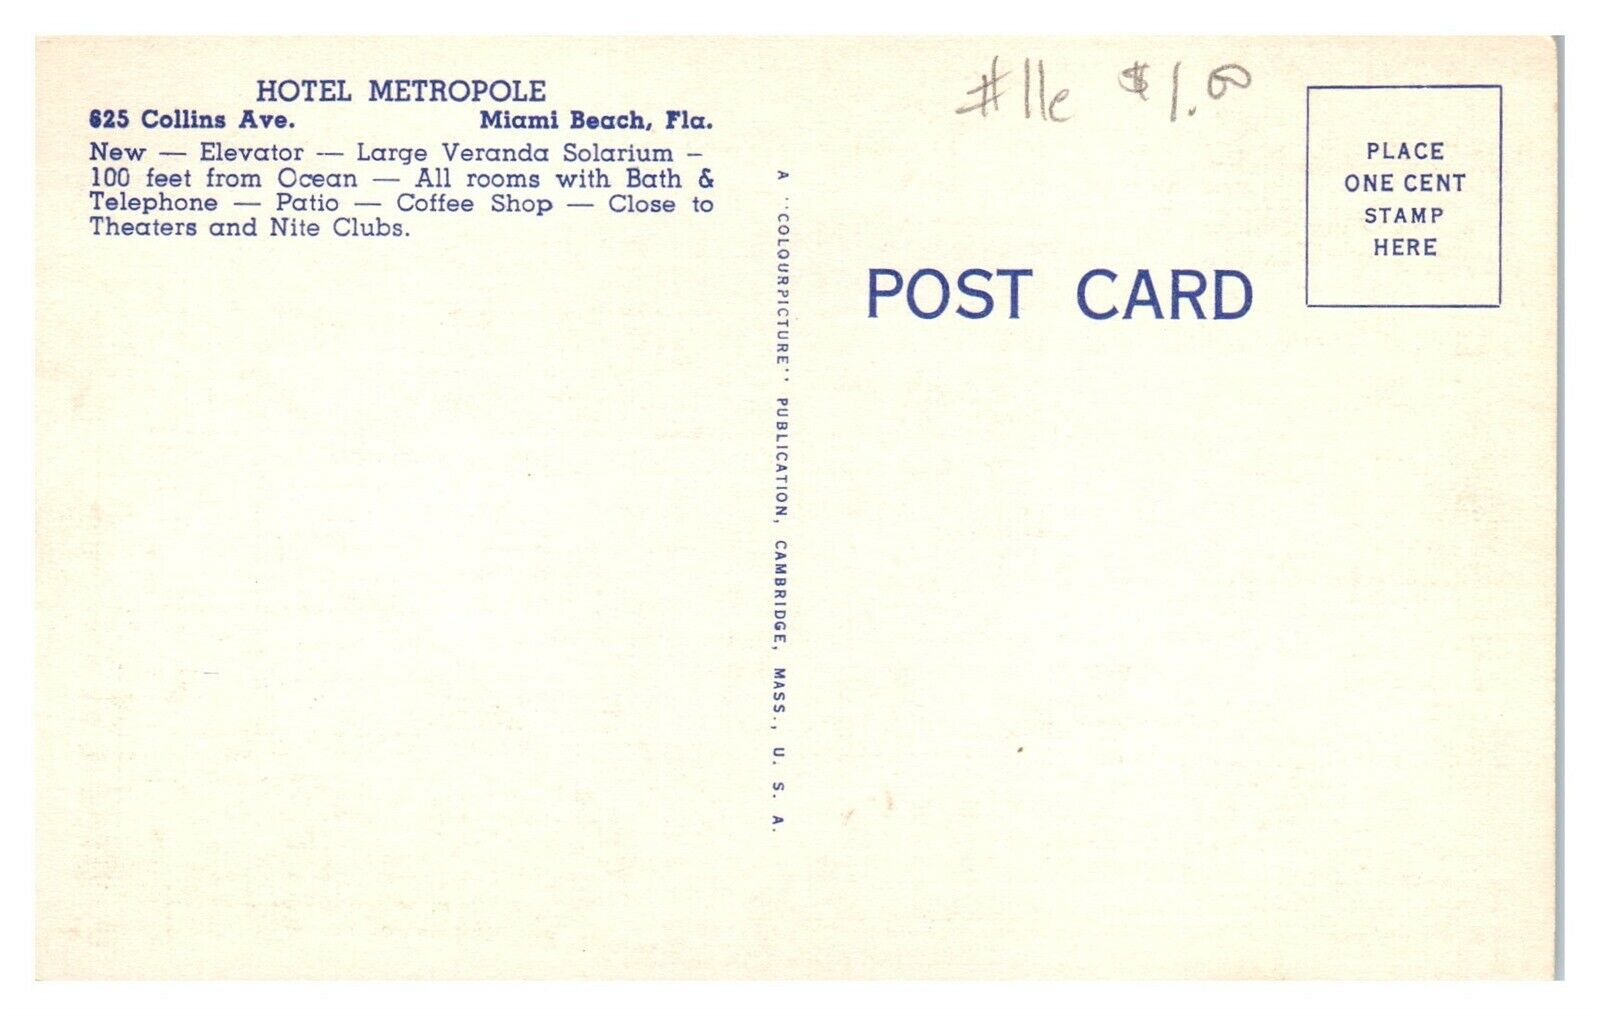 HOTEL METROPOLE
625 Collins Ave. Miami Beach, Fla.
New — Elevator — Large Veranda Solarium –
100 feet from Ocean — All rooms with Bath &
Telephone — Patio — Coffee Shop — Close to
Theaters and Nite Clubs.
A "COLOURPICTURE" PUBLICATION, CAMBRIDGE, MASS., U. S. A.
#11e $1.00
POST CARD
PLACE
ONE CENT
STAMP
HERE